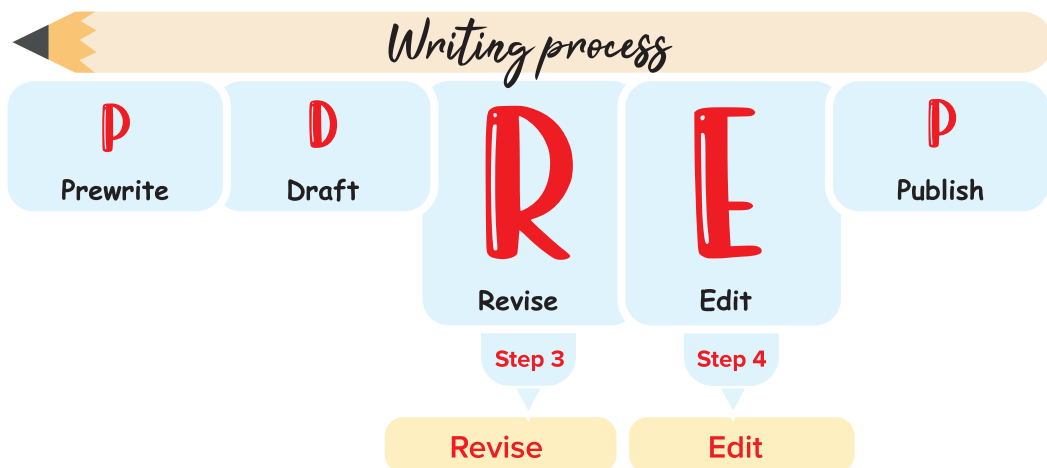 Writing process
P D R E P
Prewrite Draft Publish
Revise Edit
Step 3 Step 4
Revise Edit